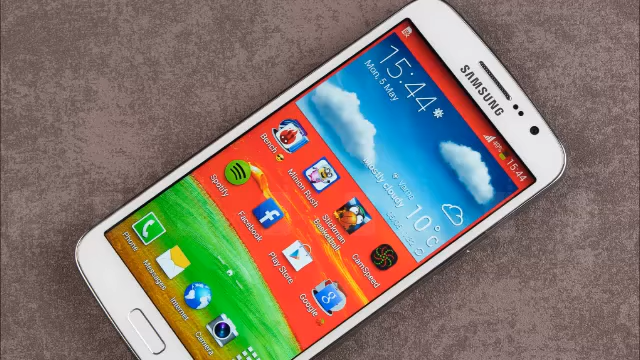 SAMSUNG
15:44
15:44
Mon, 5 May
Mostly cloudy
10°C
Bench
Minion Rush
Stickman
Basketball
CamSpeed
Spotify
Facebook
Play Store
Google
Phone
Messages
Internet
Camera